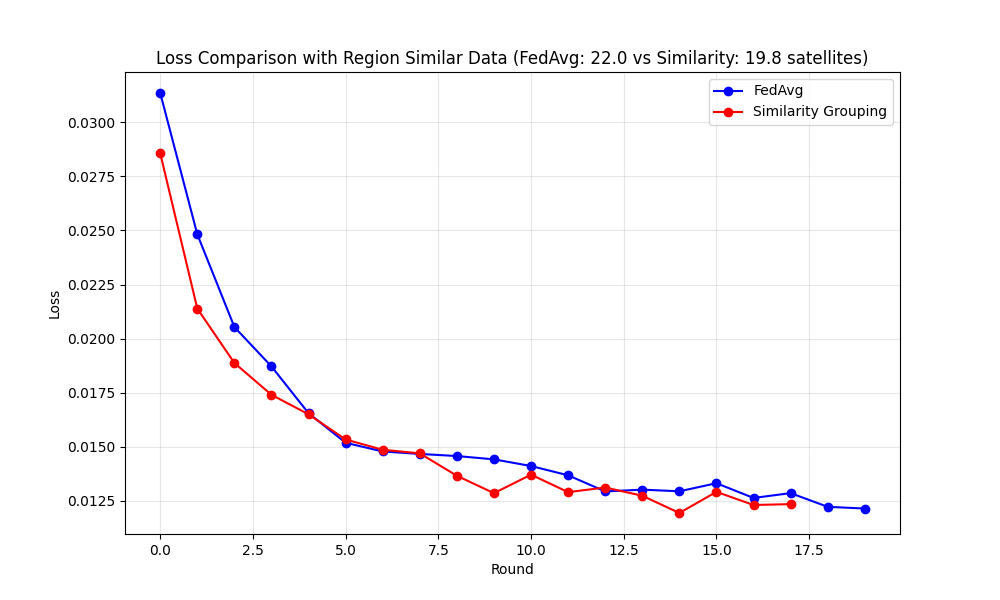 Loss Comparison with Region Similar Data (FedAvg: 22.0 vs Similarity: 19.8 satellites)
FedAvg
Similarity Grouping
Loss
0.0300
0.0275
0.0250
0.0225
0.0200
0.0175
0.0150
0.0125
0.0 2.5 5.0 7.5 10.0 12.5 15.0 17.5
Round